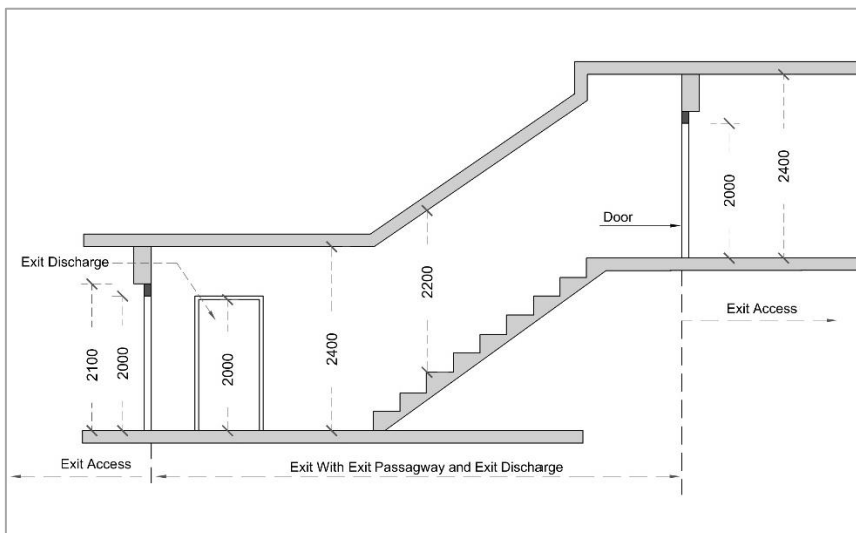 2000
2400
Door
Exit Discharge
2200
Exit Access
2100
2000
2000
2400
Exit Access
Exit With Exit Passagway and Exit Discharge